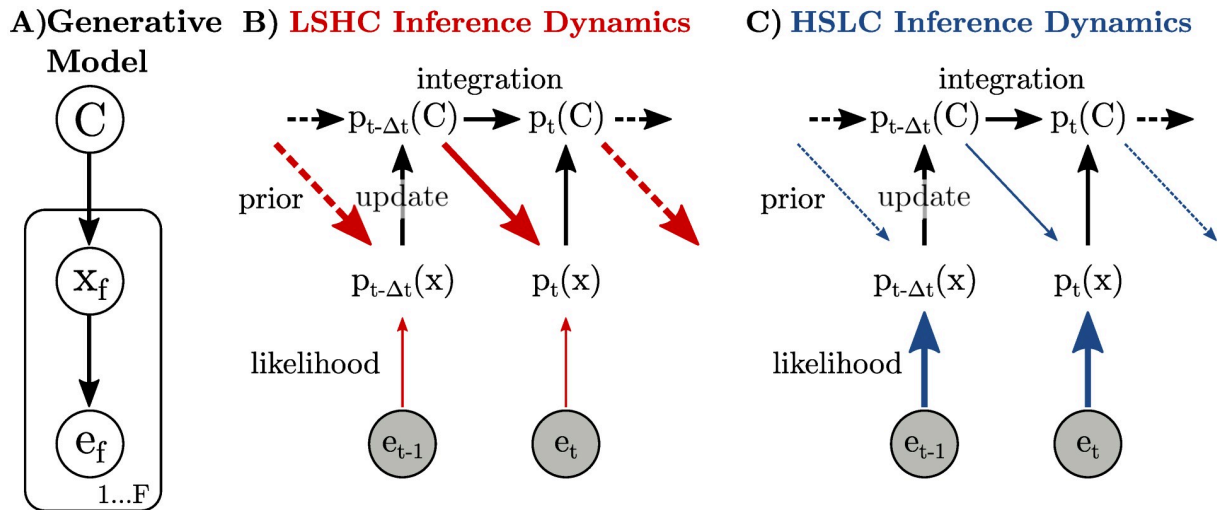 A)Generative
Model
C
x_f
e_f
1...F
B) LSHC Inference Dynamics
integration
p_{t-Δt}(C)
p_t(C)
prior
update
p_{t-Δt}(x)
p_t(x)
likelihood
e_{t-1}
e_t
C) HSLC Inference Dynamics
integration
p_{t-Δt}(C)
p_t(C)
prior
update
p_{t-Δt}(x)
p_t(x)
likelihood
e_{t-1}
e_t